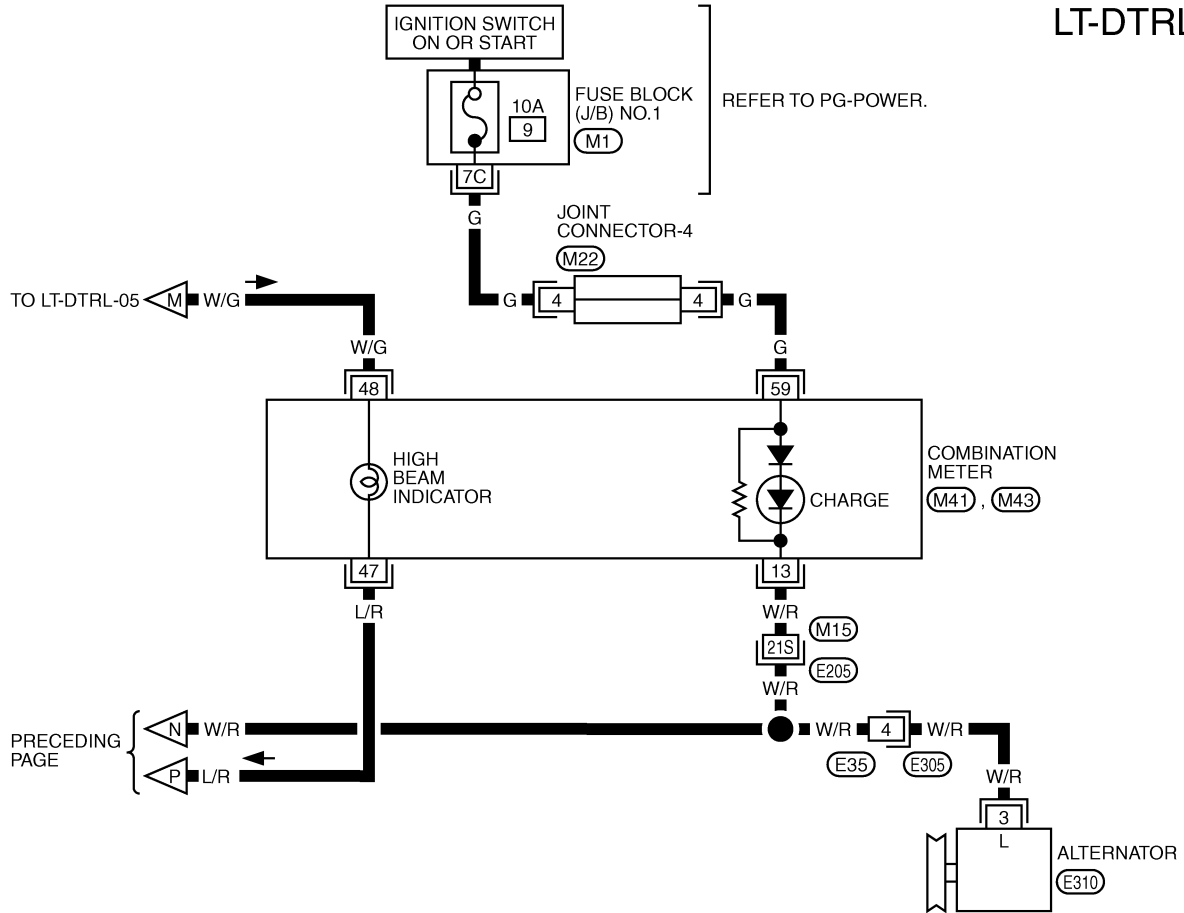 LT-DTRL
IGNITION SWITCH
ON OR START
FUSE BLOCK
(J/B) NO.1
M1
10A
9
REFER TO PG-POWER.
7C
G
JOINT
CONNECTOR-4
M22
TO LT-DTRL-05
M
W/G
G
4
4
G
W/G
G
48
59
HIGH
BEAM
INDICATOR
CHARGE
COMBINATION
METER
M41 , M43
47
13
L/R
W/R
M15
21S
E205
W/R
PRECEDING
PAGE
N
W/R
W/R
4
W/R
E35
E305
P
L/R
W/R
3
L
ALTERNATOR
E310